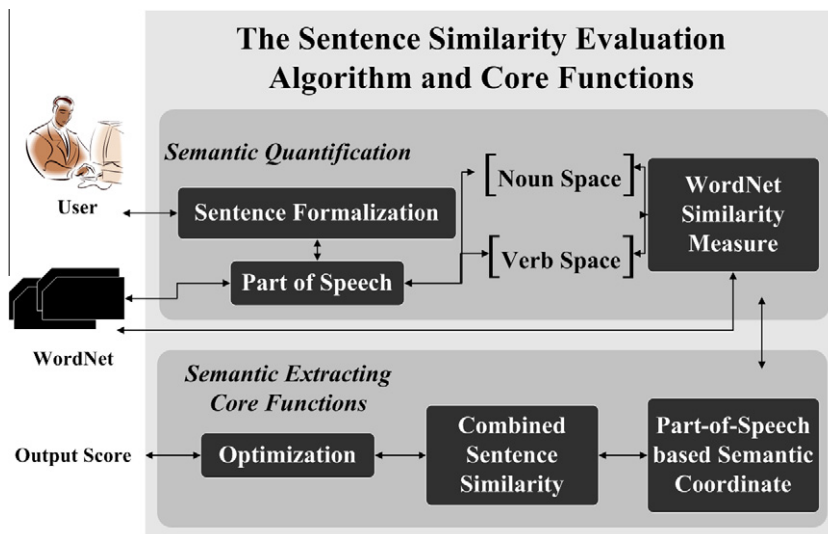 The Sentence Similarity Evaluation
Algorithm and Core Functions
Semantic Quantification
User
Sentence Formalization
Part of Speech
[Noun Space]
[Verb Space]
WordNet
Similarity
Measure
WordNet
Semantic Extracting
Core Functions
Output Score
Optimization
Combined
Sentence
Similarity
Part-of-Speech
based Semantic
Coordinate